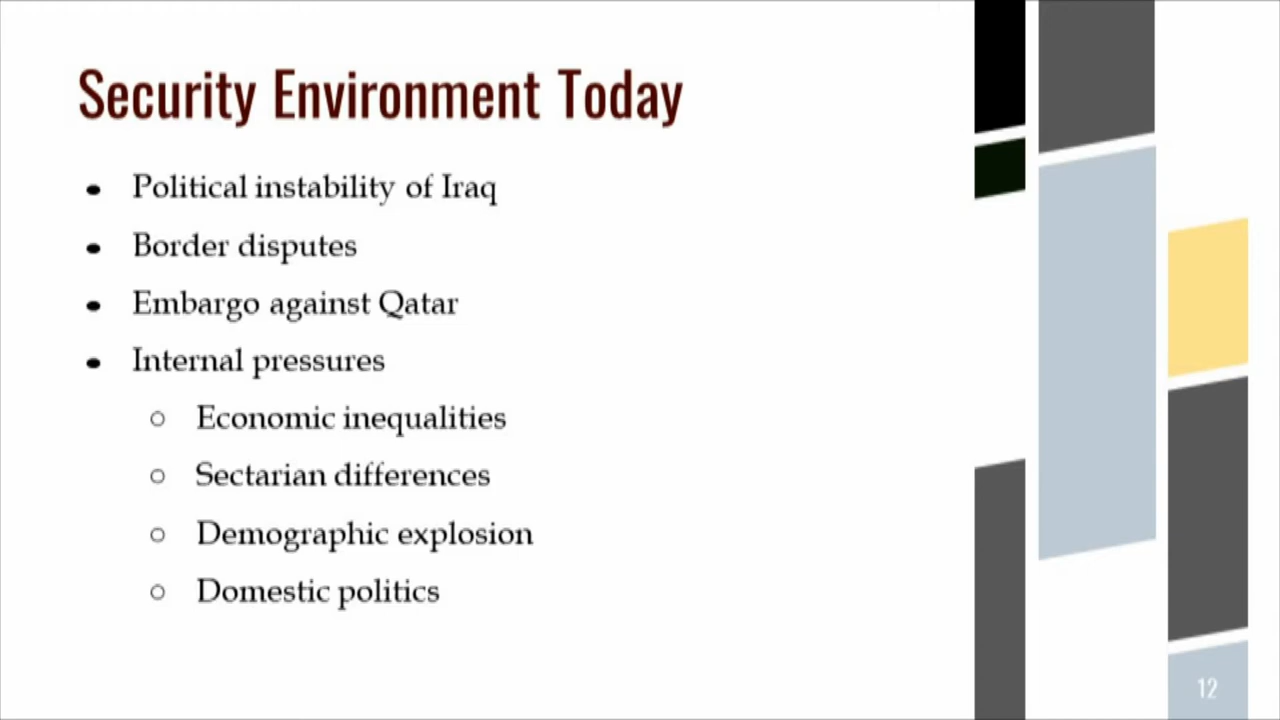 Security Environment Today
• Political instability of Iraq
• Border disputes
• Embargo against Qatar
• Internal pressures
○ Economic inequalities
○ Sectarian differences
○ Demographic explosion
○ Domestic politics
12